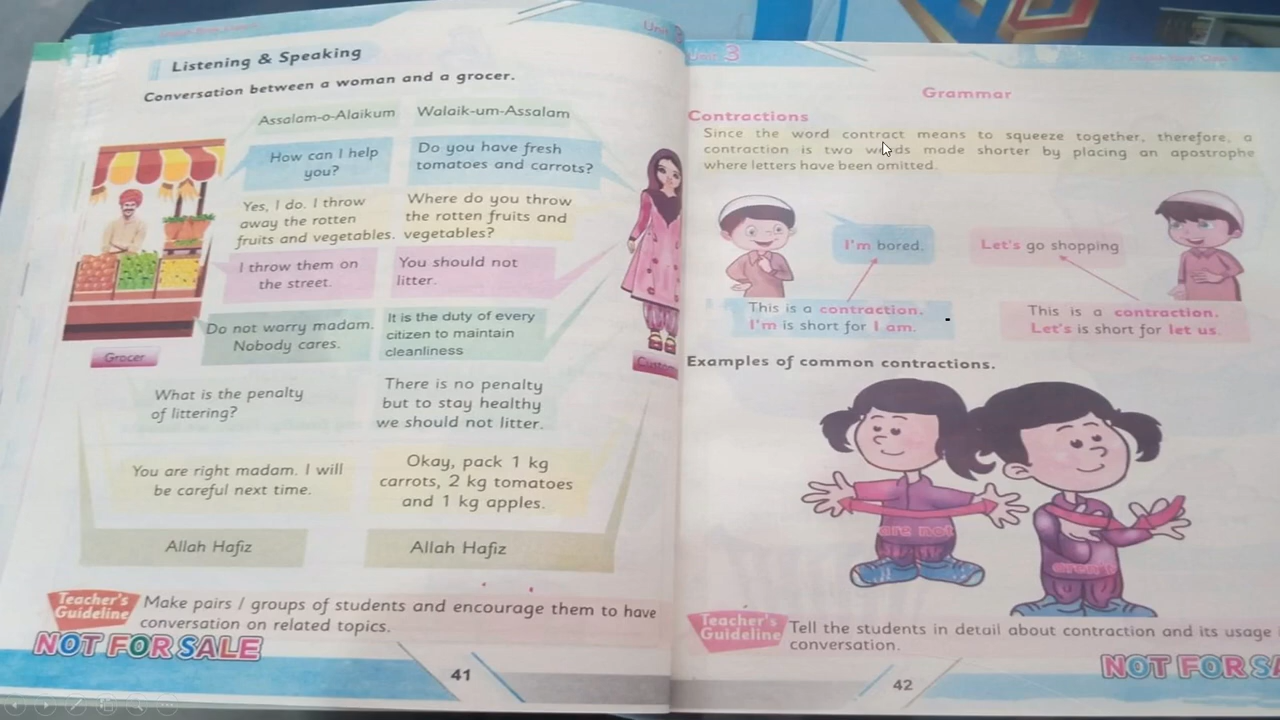 Unit 3
Listening & Speaking
Conversation between a woman and a grocer.
Assalam-o-Alaikum
Walaik-um-Assalam
How can I help
you?
Do you have fresh
tomatoes and carrots?
Yes, I do. I throw
away the rotten
fruits and vegetables.
Where do you throw
the rotten fruits and
vegetables?
I throw them on
the street.
You should not
litter.
Do not worry madam.
Nobody cares.
It is the duty of every
citizen to maintain
cleanliness
Grocer
What is the penalty
of littering?
There is no penalty
but to stay healthy
we should not litter.
You are right madam. I will
be careful next time.
Okay, pack 1 kg
carrots, 2 kg tomatoes
and 1 kg apples.
Allah Hafiz
Allah Hafiz
Teacher's
Guideline
Make pairs / groups of students and encourage them to have
conversation on related topics.
NOT FOR SALE
41
Unit 3
Grammar
Contractions
Since the word contract means to squeeze together, therefore, a
contraction is two words made shorter by placing an apostrophe
where letters have been omitted.
I'm bored.
Let's go shopping
This is a contraction.
I'm is short for I am.
This is a contraction.
Let's is short for let us.
Examples of common contractions.
are not
aren't
Teacher's
Guideline
Tell the students in detail about contraction and its usage
conversation.
NOT FOR SA
42